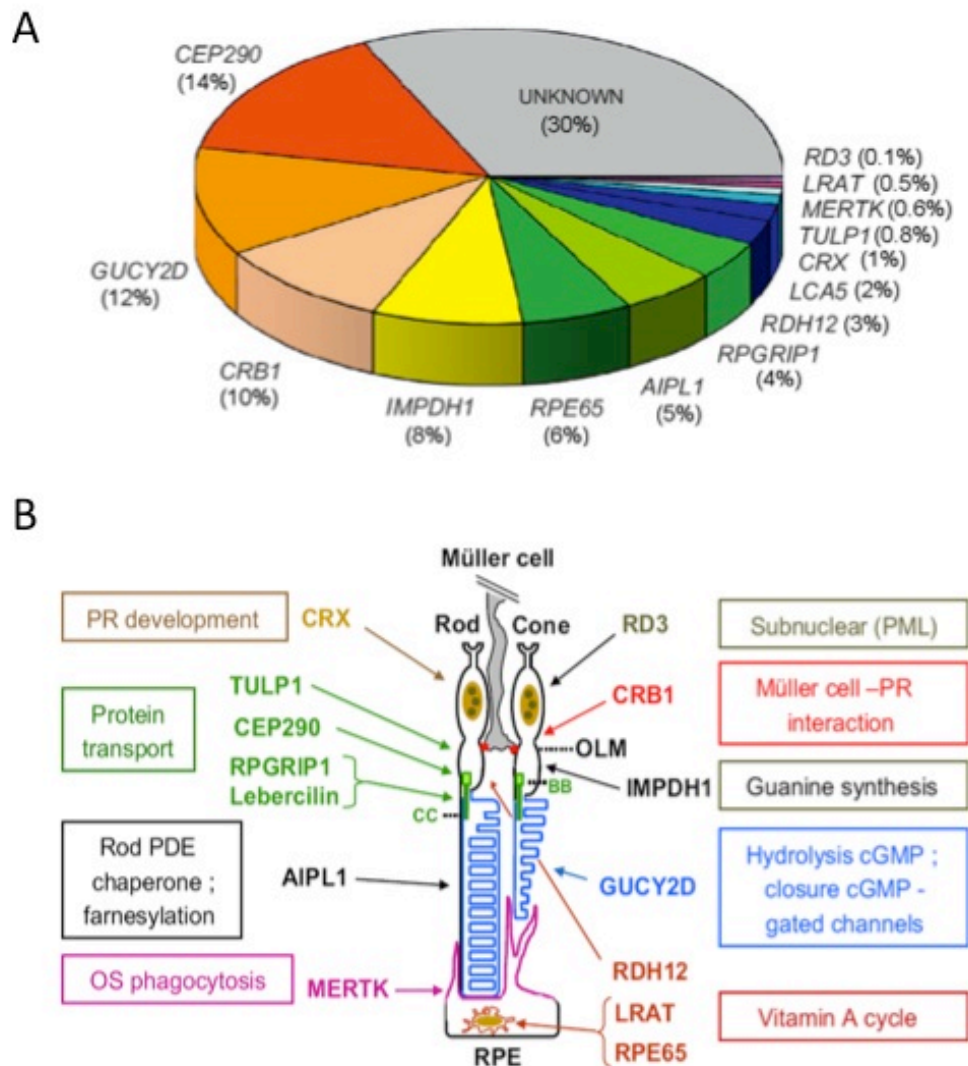 A
CEP290
(14%)
UNKNOWN
(30%)
RD3 (0.1%)
LRAT (0.5%)
MERTK (0.6%)
TULP1 (0.8%)
CRX (1%)
LCA5 (2%)
RDH12 (3%)
RPGRIP1
(4%)
AIPL1
(5%)
RPE65
(6%)
IMPDH1
(8%)
CRB1
(10%)
GUCY2D
(12%)
B
Müller cell
Rod Cone
PR development
CRX
RD3
Subnuclear (PML)
Protein
transport
TULP1
CEP290
RPGRIP1
Lebercilin
CC
BB
CRB1
OLM
IMPDH1
Müller cell –PR
interaction
Guanine synthesis
Rod PDE
chaperone ;
farnesylation
AIPL1
GUCY2D
Hydrolysis cGMP ;
closure cGMP -
gated channels
OS phagocytosis
MERTK
RDH12
LRAT
RPE65
Vitamin A cycle
RPE